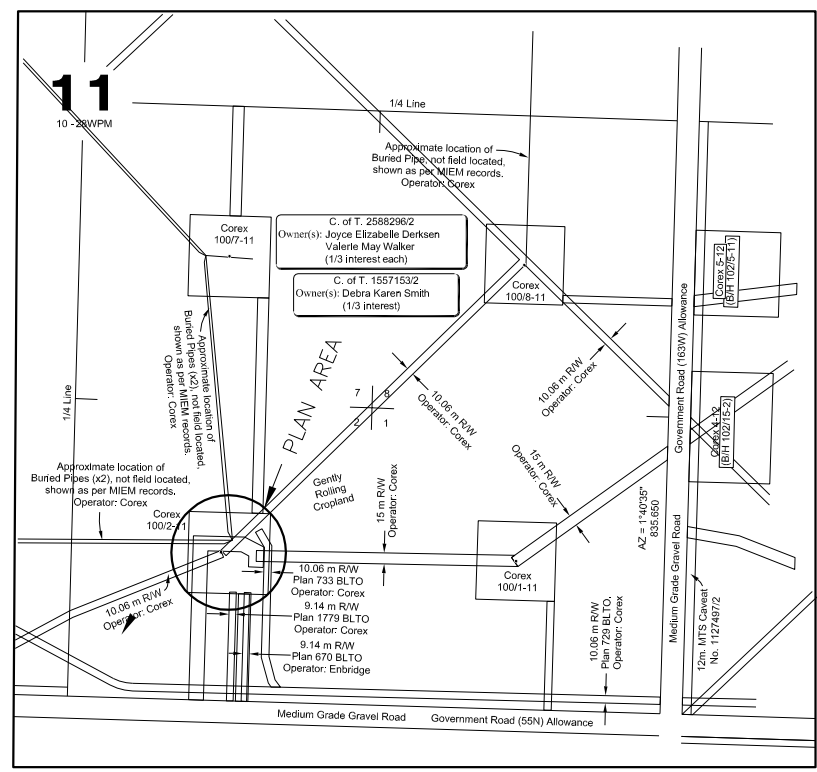 11
10 - 28WPM
1/4 Line
Approximate location of
Buried Pipe, not field located,
shown as per MIEM records.
Operator: Corex
Corex
100/7-11
C. of T. 2588296/2
Owner(s): Joyce Elizabelle Derksen
Valerie May Walker
(1/3 interest each)
C. of T. 1557153/2
Owner(s): Debra Karen Smith
(1/3 interest)
Corex
100/8-11
Corex 5-12
(B/H 102/5-11)
Government Road (163W) Allowance
Approximate location of
Buried Pipes (x2), not field located,
shown as per MIEM records.
Operator: Corex
PLAN AREA
10.06 m R/W
Operator: Corex
10.06 m R/W
Operator: Corex
7 8
2 1
1/4 Line
Corex 4-12
(B/H 102/15-2)
15 m R/W
Operator: Corex
Gently
Rolling
Cropland
15 m R/W
Operator: Corex
Approximate location of
Buried Pipes (x2), not field located,
shown as per MIEM records.
Operator: Corex
Corex
100/2-11
AZ = 1°40'35"
835.650
Medium Grade Gravel Road
Corex
100/1-11
10.06 m R/W
Operator: Corex
10.06 m R/W
Plan 733 BLTO
Operator: Corex
9.14 m R/W
Plan 1779 BLTO
Operator: Corex
9.14 m R/W
Plan 670 BLTO
Operator: Enbridge
10.06 m R/W
Plan 729 BLTO,
Operator: Corex
12m. MTS Caveat
No. 1127497/2
Medium Grade Gravel Road Government Road (55N) Allowance